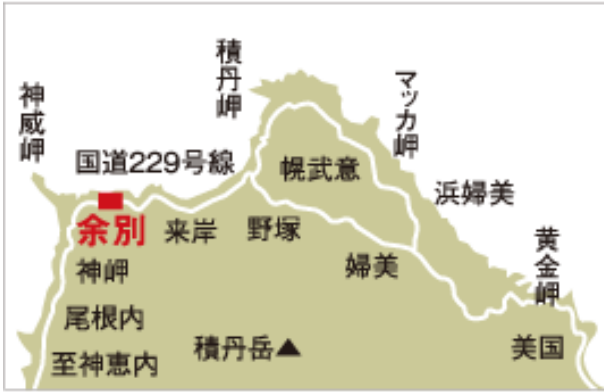 積丹岬
マッカ岬
神威岬
国道229号線
幌武意
浜婦美
余別
来岸
野塚
黄金岬
神岬
婦美
尾根内
積丹岳▲
美国
至神恵内